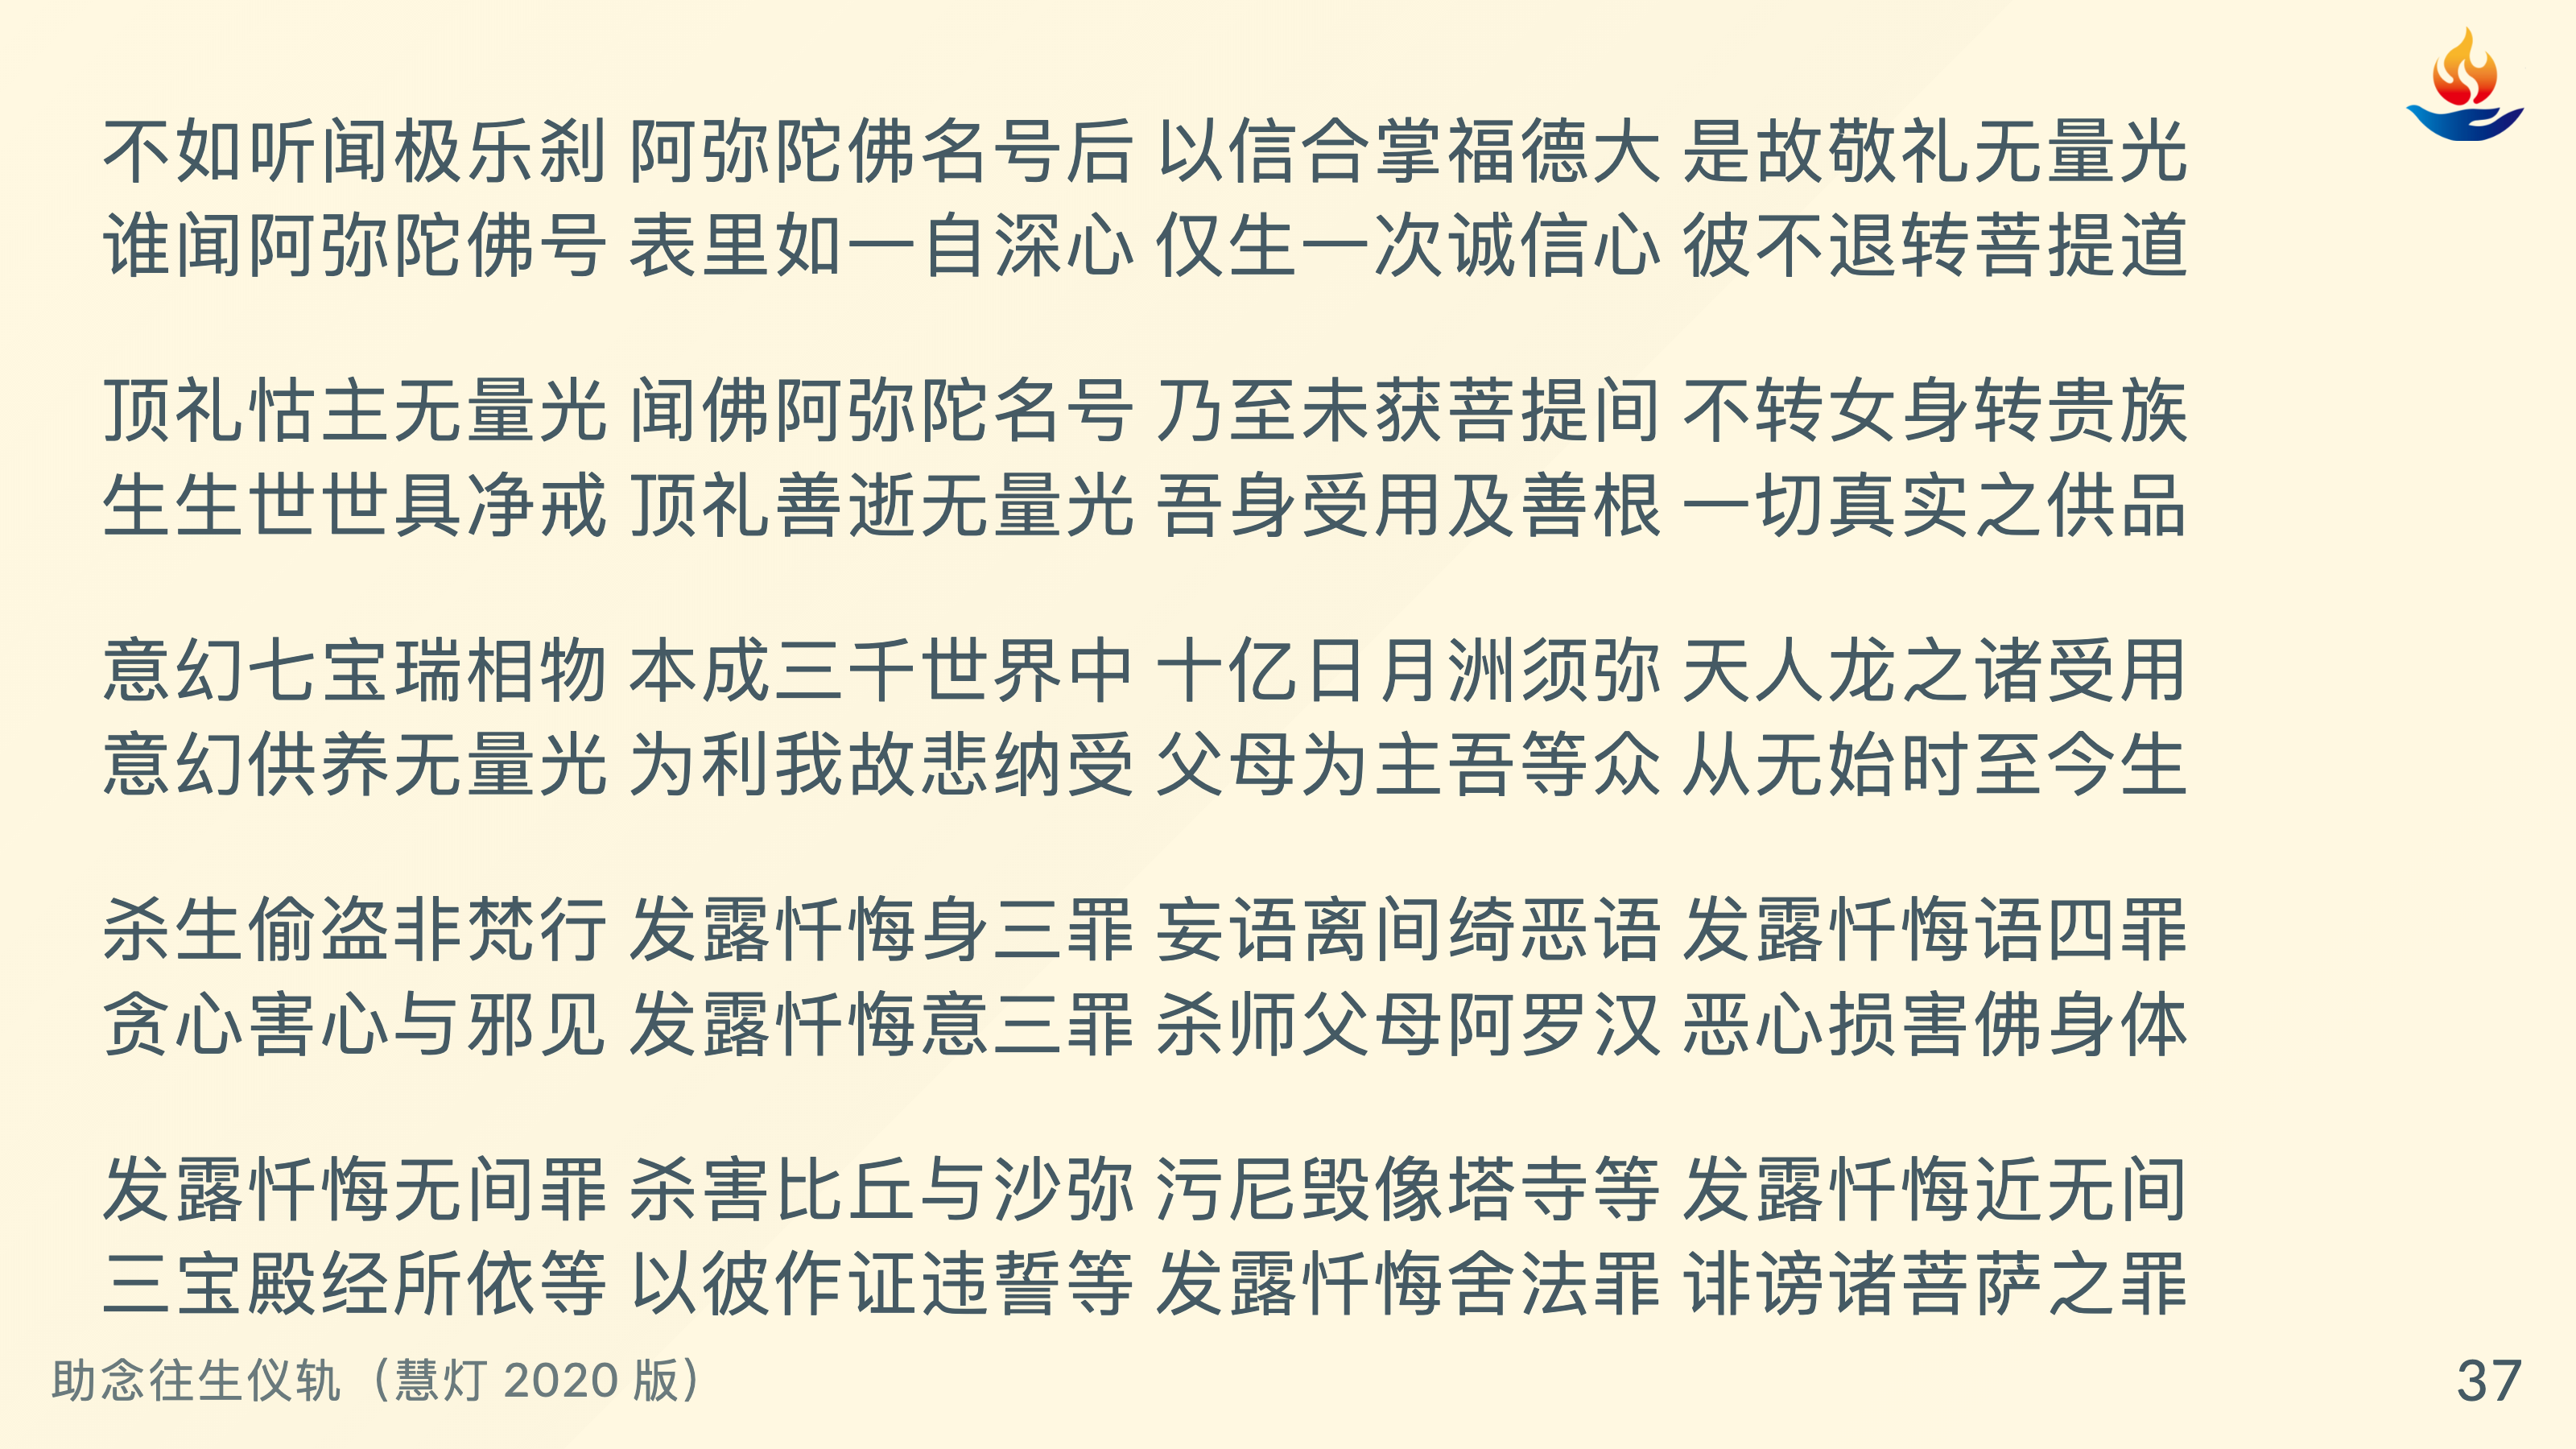 不如听闻极乐刹 阿弥陀佛名号后 以信合掌福德大 是故敬礼无量光
谁闻阿弥陀佛号 表里如一自深心 仅生一次诚信心 彼不退转菩提道
顶礼怙主无量光 闻佛阿弥陀名号 乃至未获菩提间 不转女身转贵族
生生世世具净戒 顶礼善逝无量光 吾身受用及善根 一切真实之供品
意幻七宝瑞相物 本成三千世界中 十亿日月洲须弥 天人龙之诸受用
意幻供养无量光 为利我故悲纳受 父母为主吾等众 从无始时至今生
杀生偷盗非梵行 发露忏悔身三罪 妄语离间绮恶语 发露忏悔语四罪
贪心害心与邪见 发露忏悔意三罪 杀师父母阿罗汉 恶心损害佛身体
发露忏悔无间罪 杀害比丘与沙弥 污尼毁像塔寺等 发露忏悔近无间
三宝殿经所依等 以彼作证违誓等 发露忏悔舍法罪 诽谤诸菩萨之罪
助念往生仪轨（慧灯 2020 版）
37